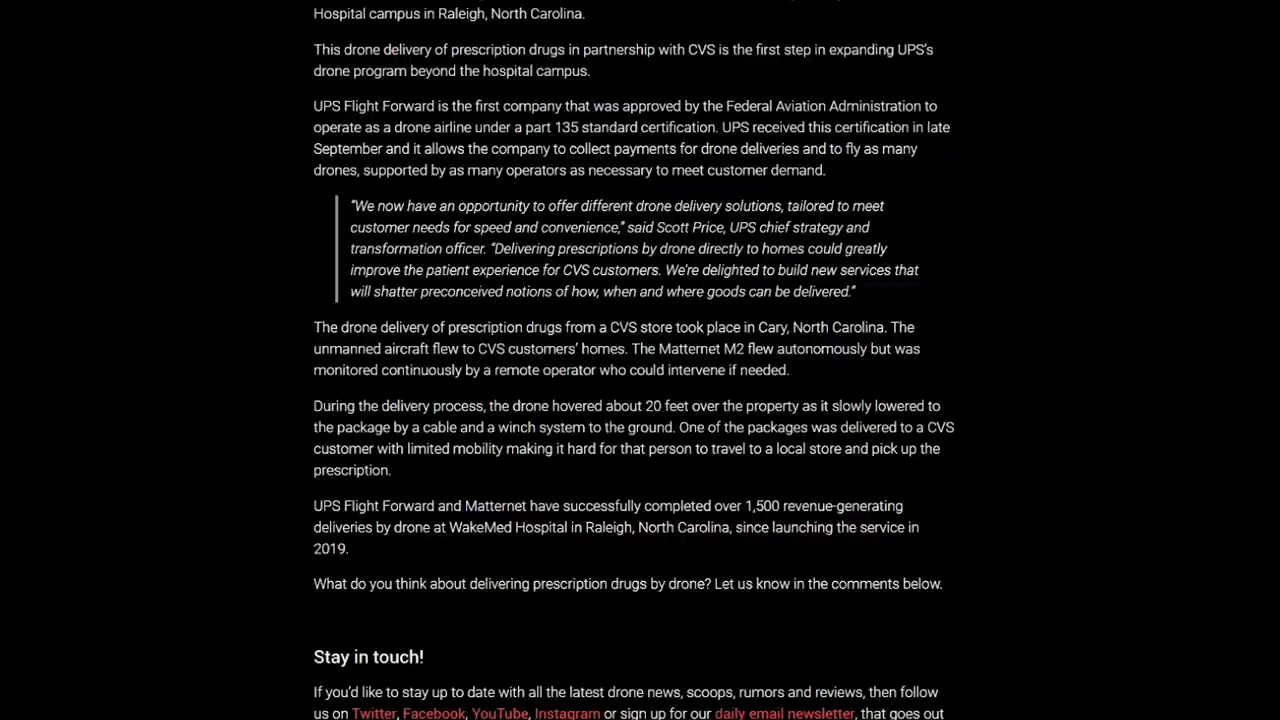 Hospital campus in Raleigh, North Carolina.
This drone delivery of prescription drugs in partnership with CVS is the first step in expanding UPS's
drone program beyond the hospital campus.
UPS Flight Forward is the first company that was approved by the Federal Aviation Administration to
operate as a drone airline under a part 135 standard certification. UPS received this certification in late
September and it allows the company to collect payments for drone deliveries and to fly as many
drones, supported by as many operators as necessary to meet customer demand.
“We now have an opportunity to offer different drone delivery solutions, tailored to meet
customer needs for speed and convenience,” said Scott Price, UPS chief strategy and
transformation officer. “Delivering prescriptions by drone directly to homes could greatly
improve the patient experience for CVS customers. We're delighted to build new services that
will shatter preconceived notions of how, when and where goods can be delivered.”
The drone delivery of prescription drugs from a CVS store took place in Cary, North Carolina. The
unmanned aircraft flew to CVS customers' homes. The Matternet M2 flew autonomously but was
monitored continuously by a remote operator who could intervene if needed.
During the delivery process, the drone hovered about 20 feet over the property as it slowly lowered to
the package by a cable and a winch system to the ground. One of the packages was delivered to a CVS
customer with limited mobility making it hard for that person to travel to a local store and pick up the
prescription.
UPS Flight Forward and Matternet have successfully completed over 1,500 revenue-generating
deliveries by drone at WakeMed Hospital in Raleigh, North Carolina, since launching the service in
2019.
What do you think about delivering prescription drugs by drone? Let us know in the comments below.
Stay in touch!
If you'd like to stay up to date with all the latest drone news, scoops, rumors and reviews, then follow
us on Twitter, Facebook, YouTube, Instagram or sign up for our daily email newsletter, that goes out